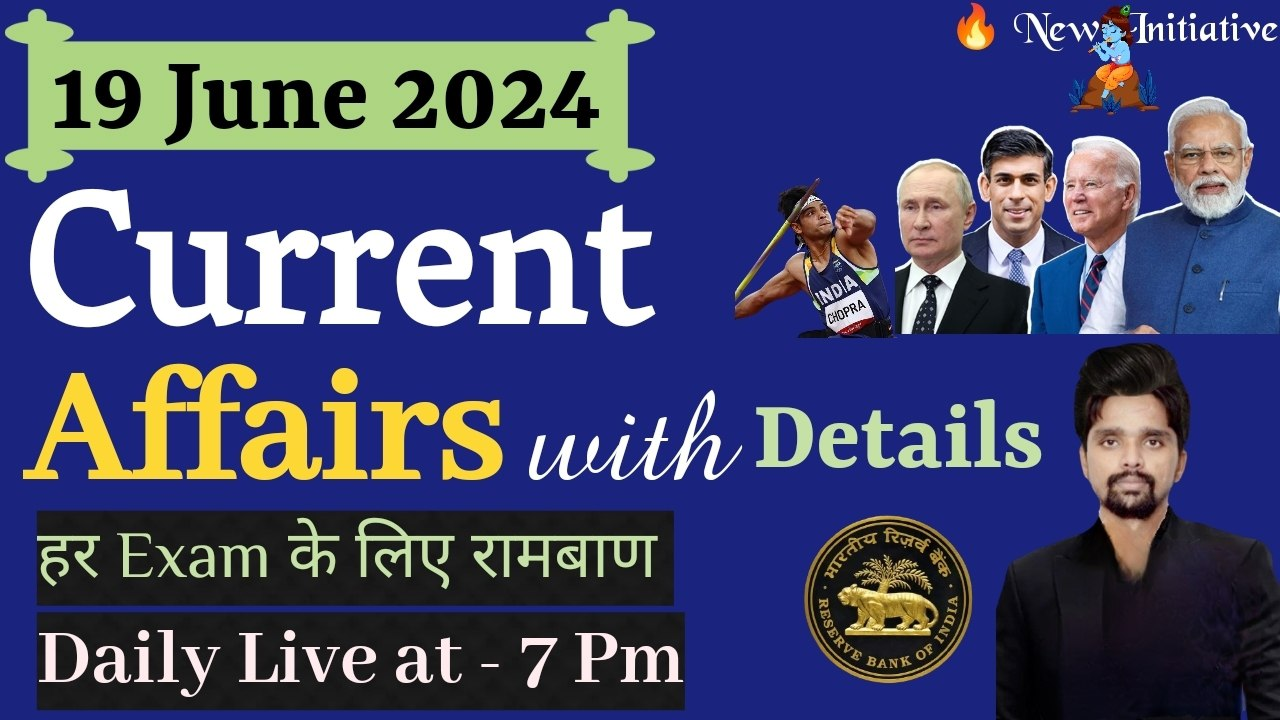 19 June 2024
🔥 New Initiative
Current
Affairs with Details
INDIA
CHOPRA
हर Exam के लिए रामबाण
Daily Live at - 7 Pm
भारतीय रिज़र्व बैंक
RESERVE BANK OF INDIA